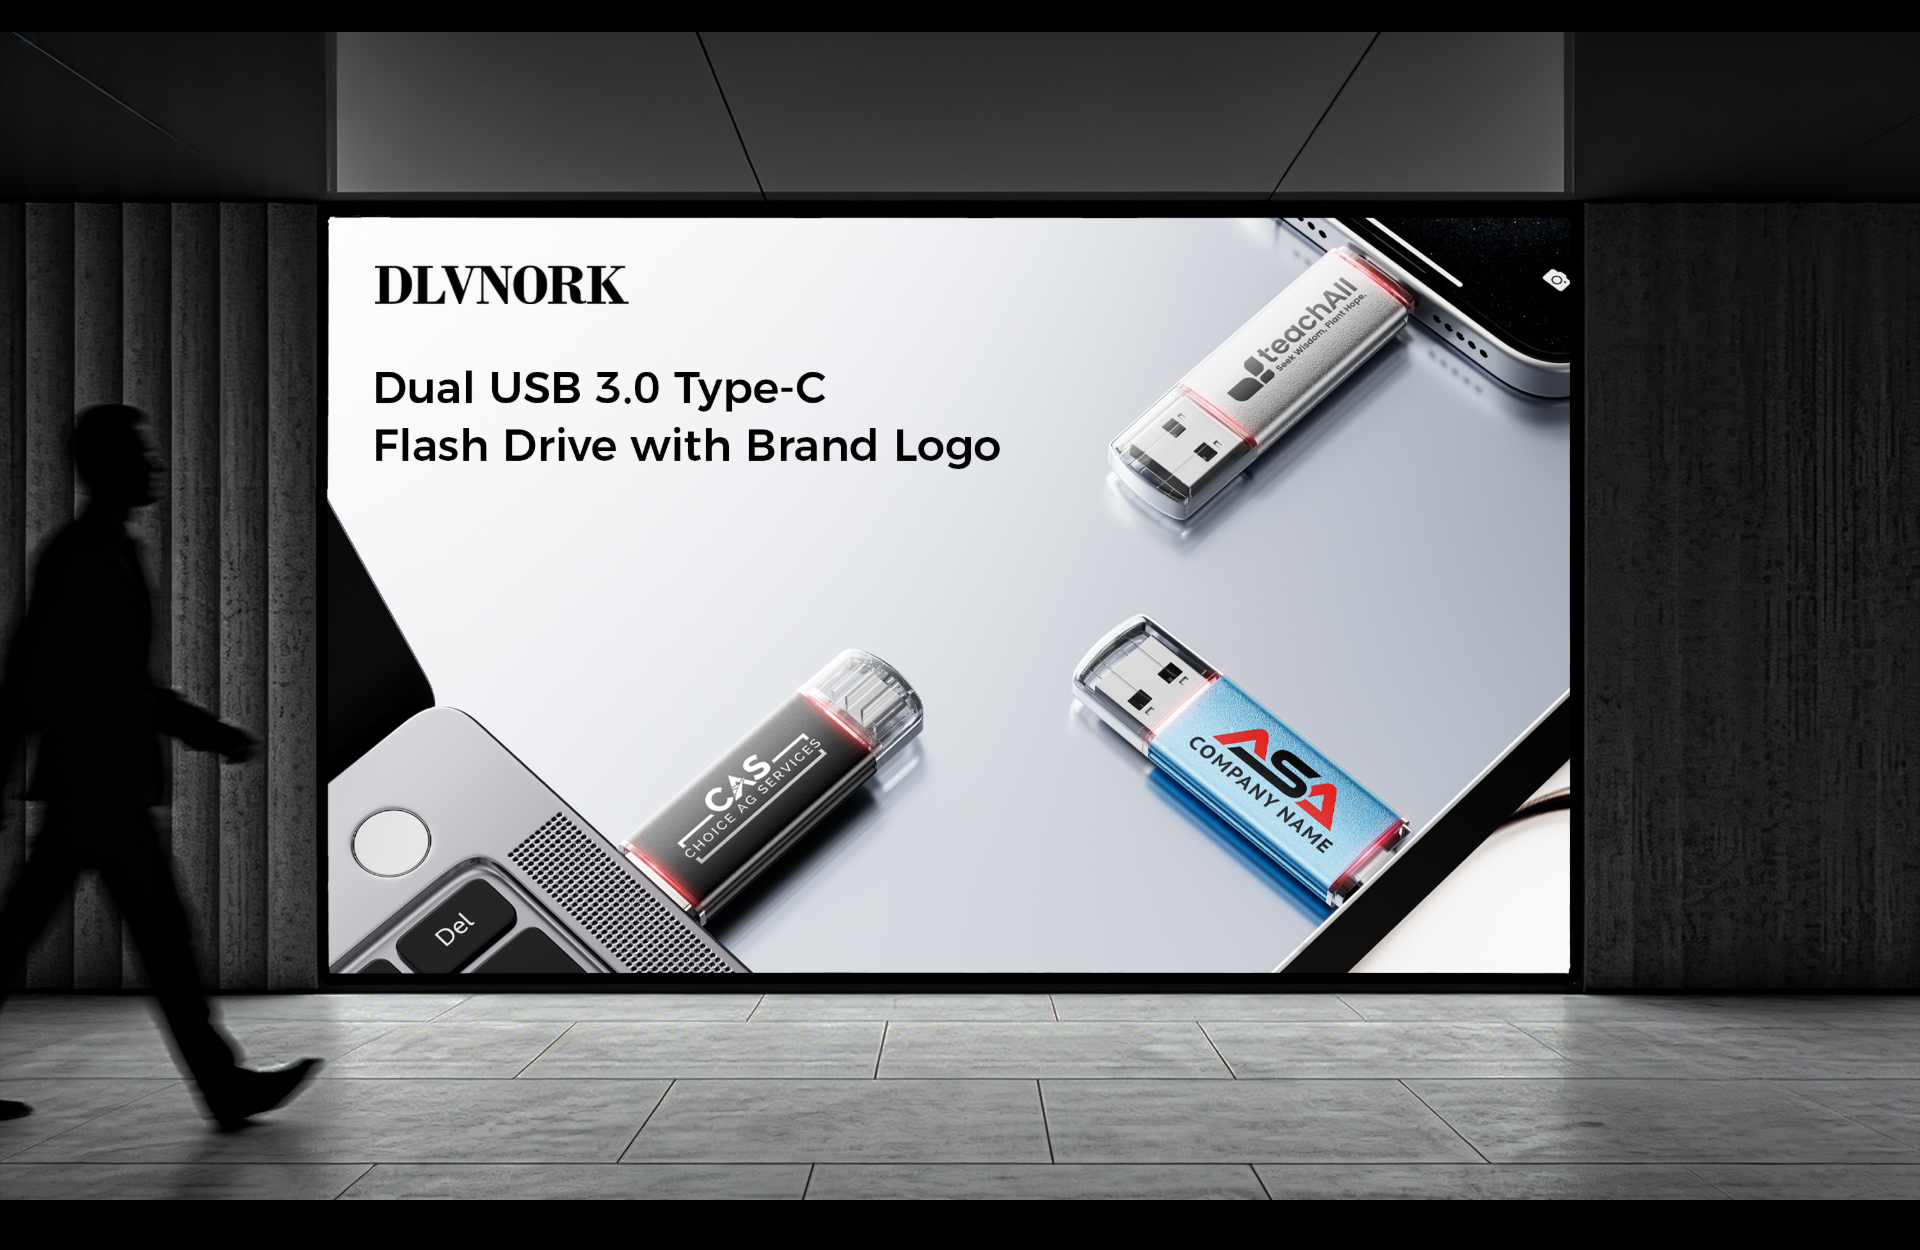 DLVNORK
Dual USB 3.0 Type-C
Flash Drive with Brand Logo
teachAll
Seek Wisdom, Plant Hope.
CAS
CHOICE AG SERVICES
ASA
COMPANY NAME
Del